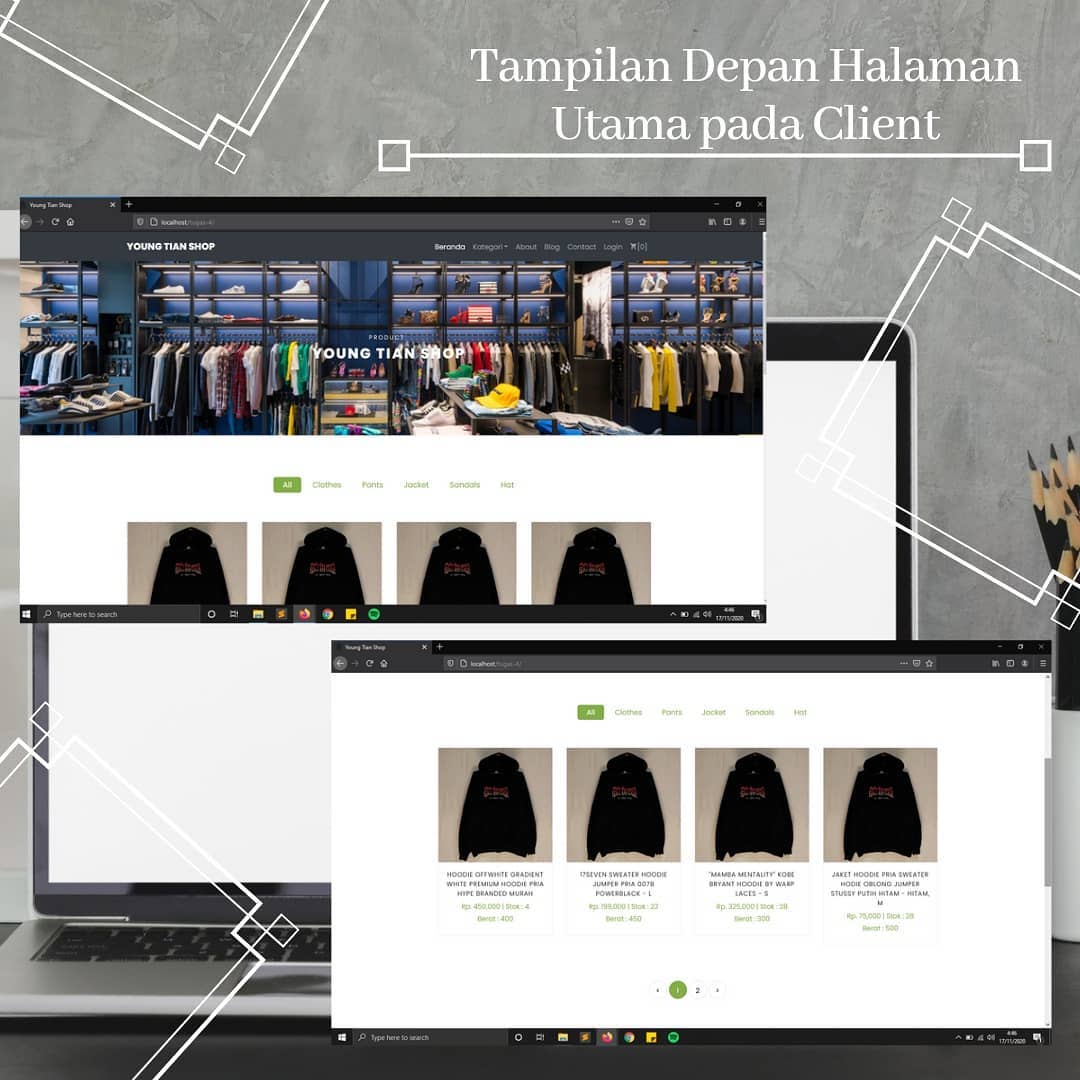 Tampilan Depan Halaman
Utama pada Client
Young Tian Shop
localhost/tugas-4/
YOUNG TIAN SHOP
Beranda Kategori About Blog Contact Login [0]
PRODUCT
YOUNG TIAN SHOP
All Clothes Pants Jacket Sandals Hat
Type here to search
4:46
17/11/2020
Young Tian Shop
localhost/tugas-4/
All Clothes Pants Jacket Sandals Hat
HOODIE OFFWHITE GRADIENT
WHITE PREMIUM HOODIE PRIA
HYPE BRANDED MURAH
Rp. 450,000 | Stok : 4
Berat : 400
17SEVEN SWEATER HOODIE
JUMPER PRIA 007B
POWERBLACK - L
Rp. 199,000 | Stok : 23
Berat : 450
"MAMBA MENTALITY" KOBE
BRYANT HOODIE BY WARP
LACES - S
Rp. 325,000 | Stok : 38
Berat : 300
JAKET HOODIE PRIA SWEATER
HODIE OBLONG JUMPER
STUSSY PUTIH HITAM - HITAM,
M
Rp. 75,000 | Stok : 28
Berat : 500
‹ 1 2 ›
Type here to search
4:46
17/11/2020